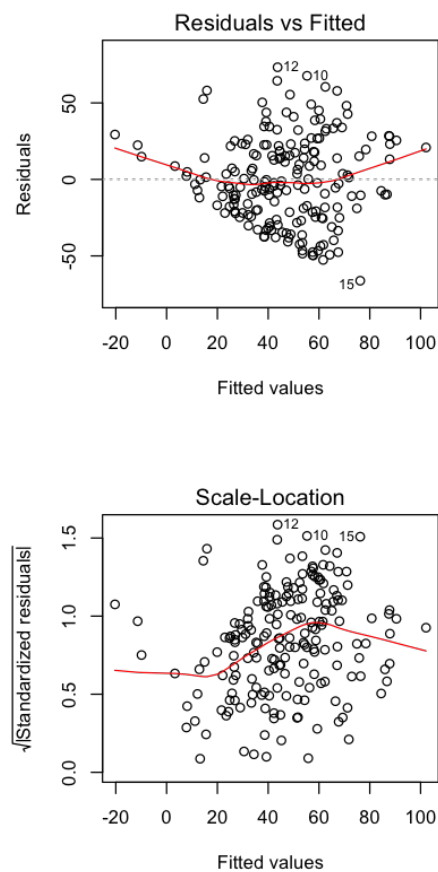 Residuals vs Fitted
Residuals
50
0
-50
12
10
15
-20 0 20 40 60 80 100
Fitted values
Scale-Location
√|Standardized residuals|
1.5
1.0
0.5
0.0
12
10
15
-20 0 20 40 60 80 100
Fitted values